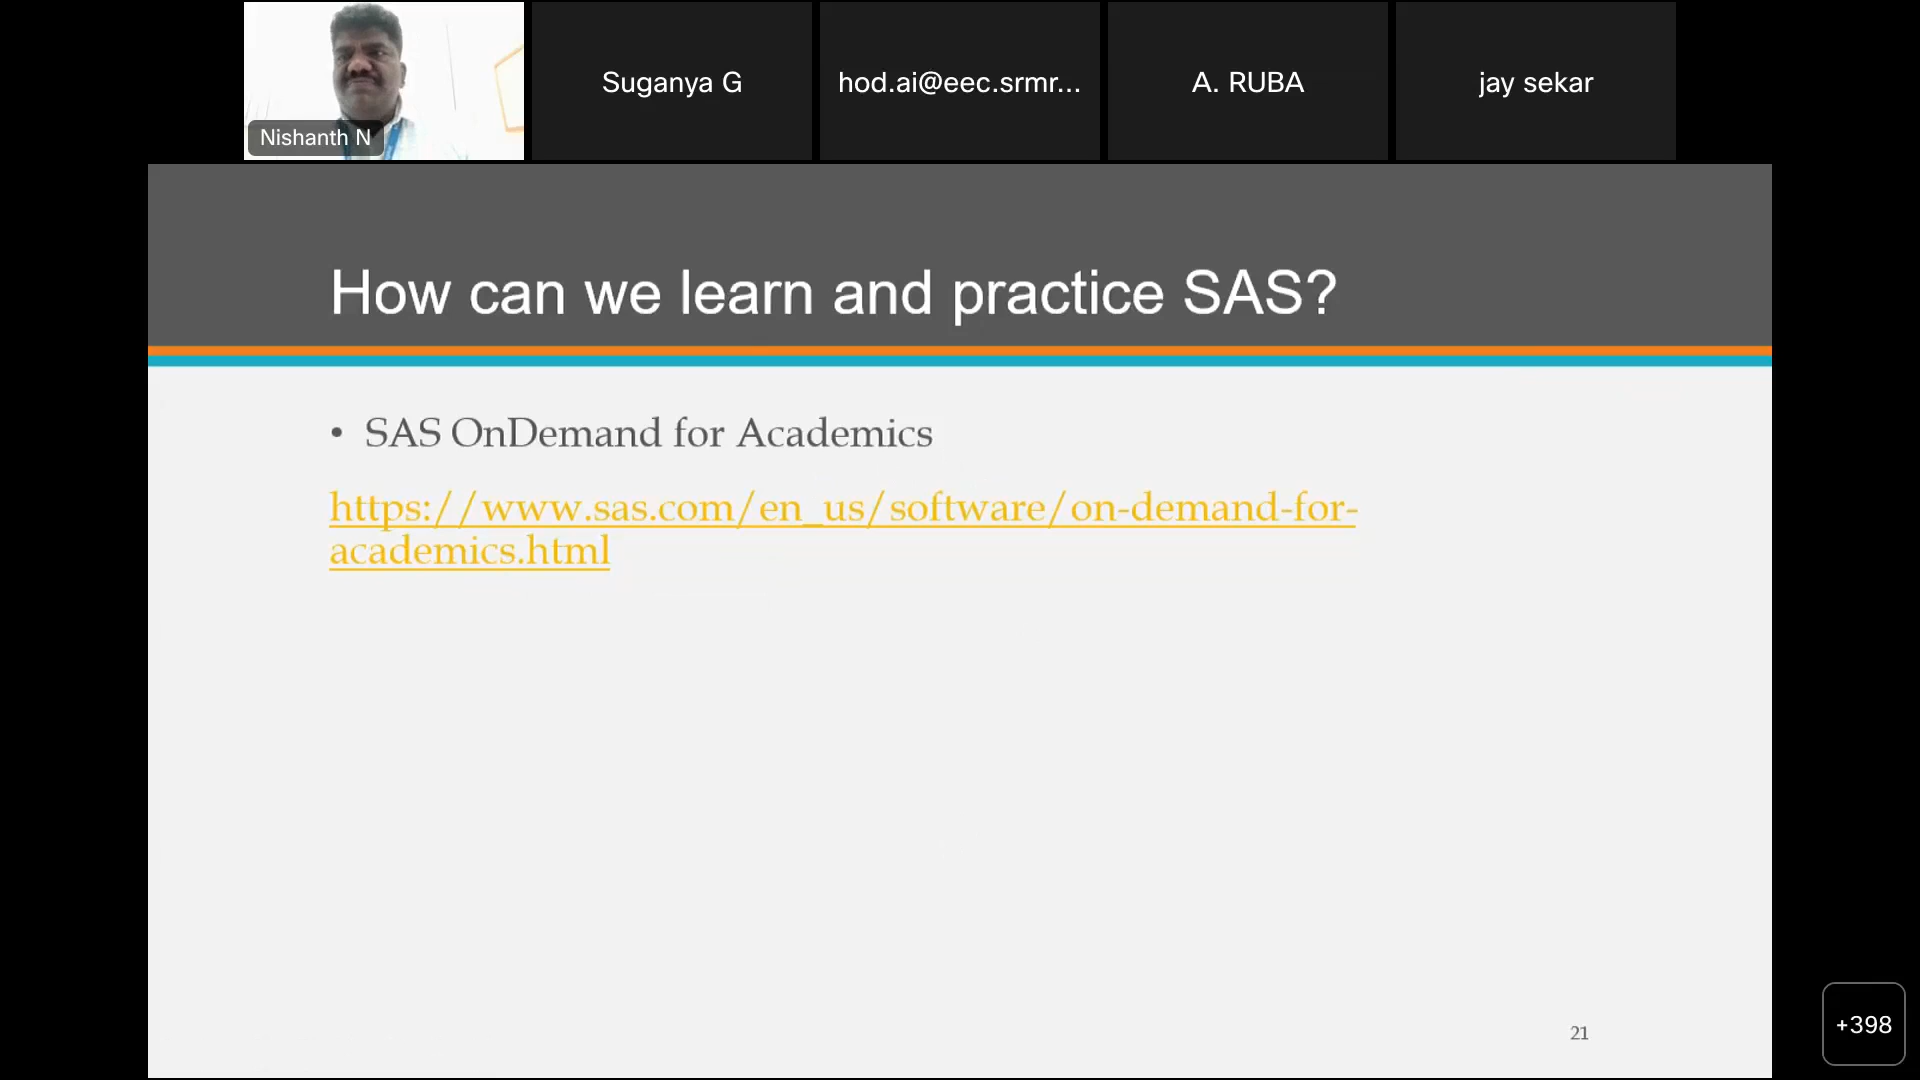 Nishanth N
Suganya G
hod.ai@eec.srmr...
A. RUBA
jay sekar
How can we learn and practice SAS?
• SAS OnDemand for Academics
https://www.sas.com/en_us/software/on-demand-for-
academics.html
21
+398